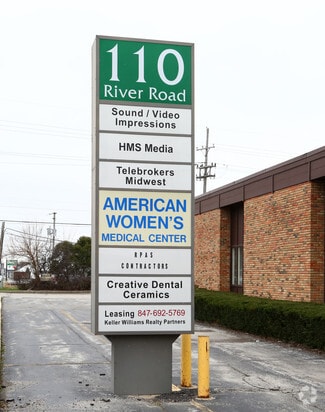 110
River Road
Sound / Video
Impressions
HMS Media
Telebrokers
Midwest
AMERICAN
WOMEN'S
MEDICAL CENTER
RPAS
CONTRACTORS
Creative Dental
Ceramics
Leasing 847-692-5769
Keller Williams Realty Partners